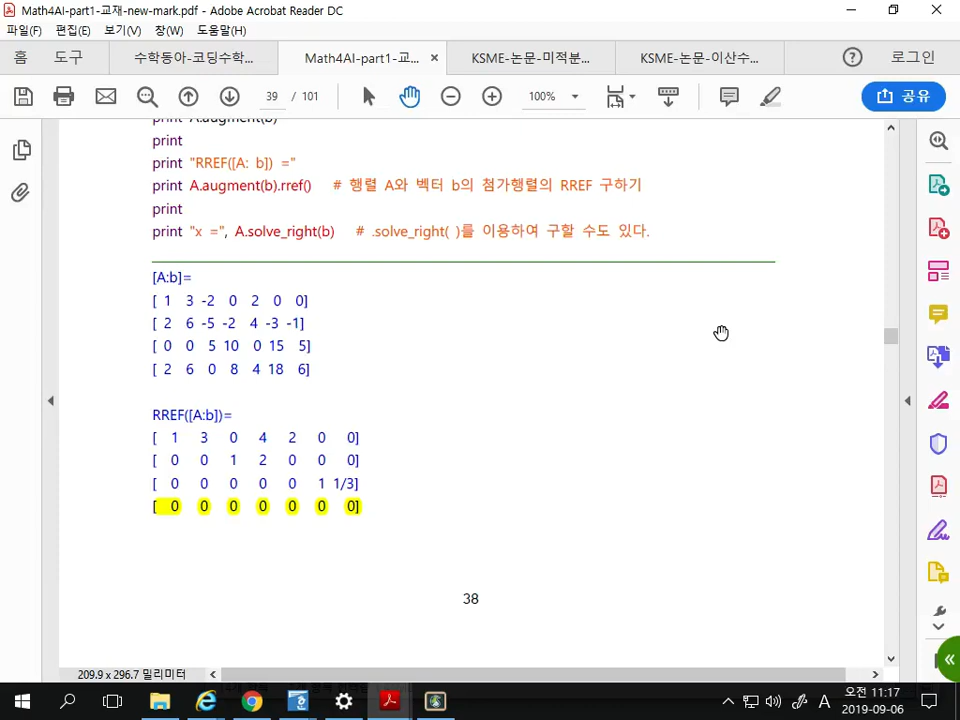 Math4AI-part1-교재-new-mark.pdf - Adobe Acrobat Reader DC
파일(F) 편집(E) 보기(V) 창(W) 도움말(H)
홈 도구 수학동아-코딩수학... Math4AI-part1-교... × KSME-논문-미적분... KSME-논문-이산수... 로그인
39 / 101 100% 공유
print A.augment(b)
print
print "RREF([A: b]) ="
print A.augment(b).rref() # 행렬 A와 벡터 b의 첨가행렬의 RREF 구하기
print
print "x =", A.solve_right(b) # .solve_right( )를 이용하여 구할 수도 있다.
[A:b]=
[ 1 3 -2 0 2 0 0]
[ 2 6 -5 -2 4 -3 -1]
[ 0 0 5 10 0 15 5]
[ 2 6 0 8 4 18 6]
RREF([A:b])=
[ 1 3 0 4 2 0 0]
[ 0 0 1 2 0 0 0]
[ 0 0 0 0 0 1 1/3]
[ 0 0 0 0 0 0 0]
38
209.9 x 296.7 밀리미터
A 오전 11:17
2019-09-06